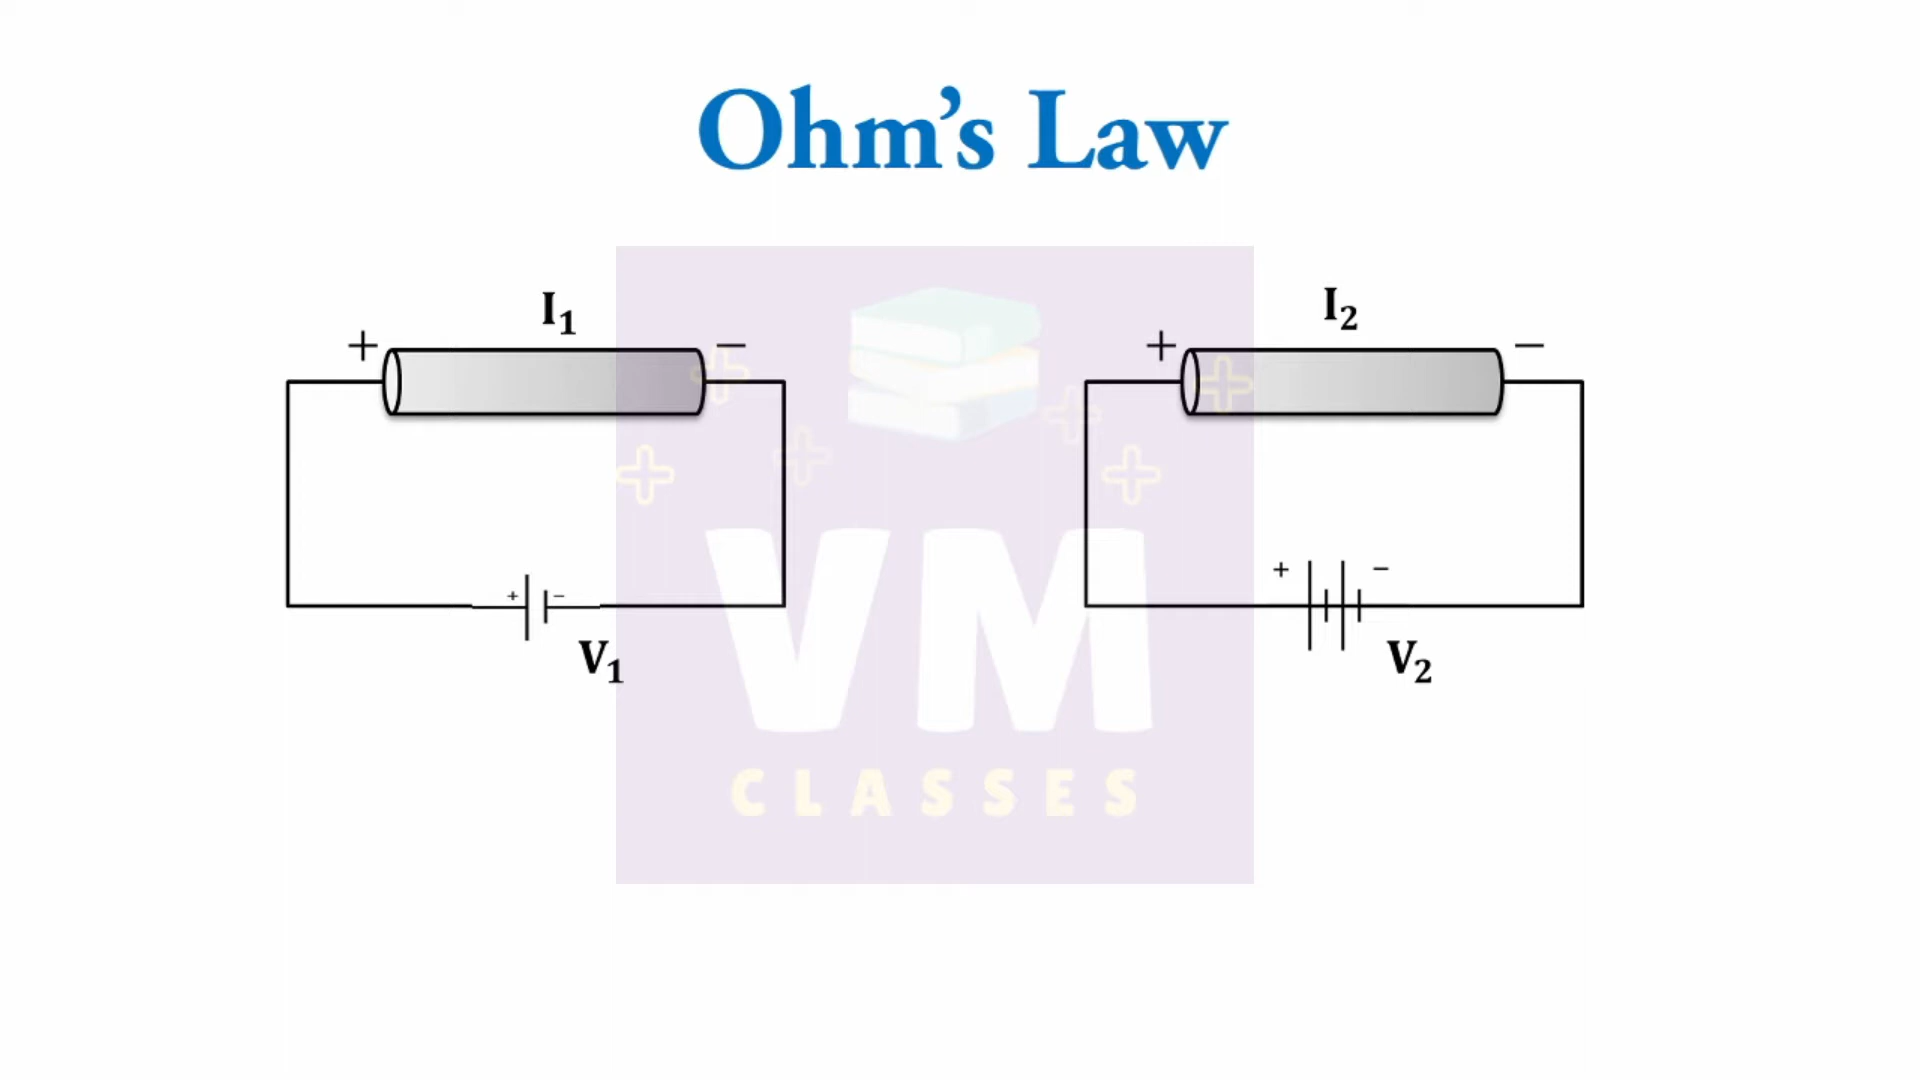 Ohm's Law
I₁
I₂
+ −
+ −
+ −
+ −
V₁
V₂
VM
CLASSES